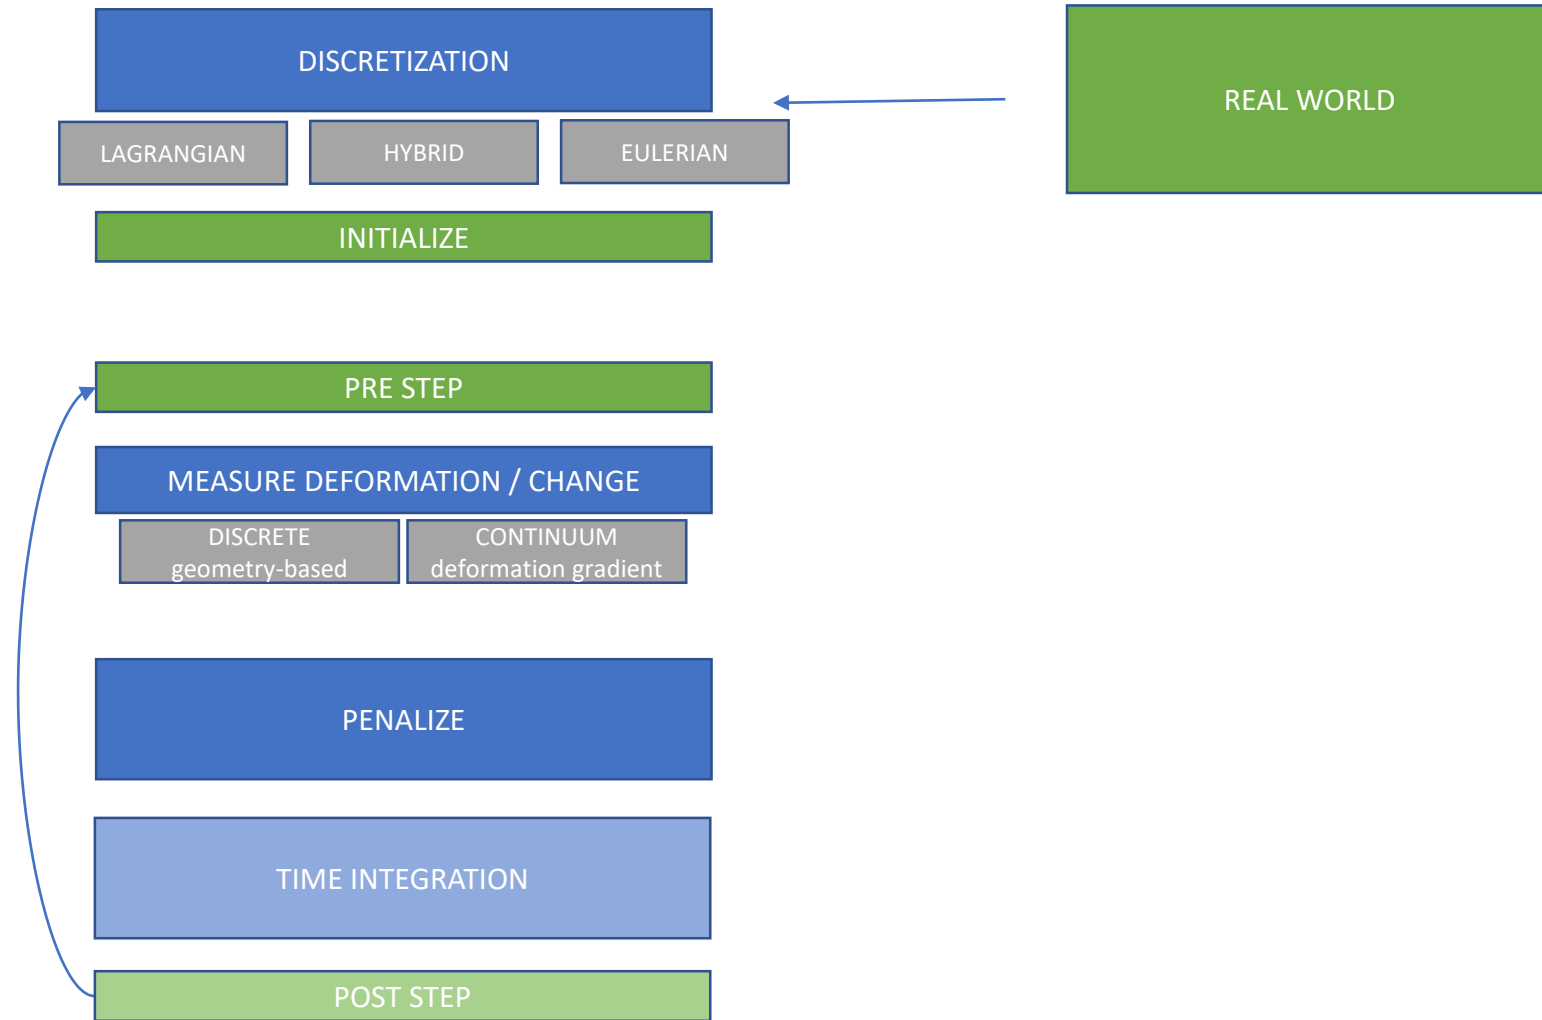 DISCRETIZATION
REAL WORLD
LAGRANGIAN
HYBRID
EULERIAN
INITIALIZE
PRE STEP
MEASURE DEFORMATION / CHANGE
DISCRETE
geometry-based
CONTINUUM
deformation gradient
PENALIZE
TIME INTEGRATION
POST STEP